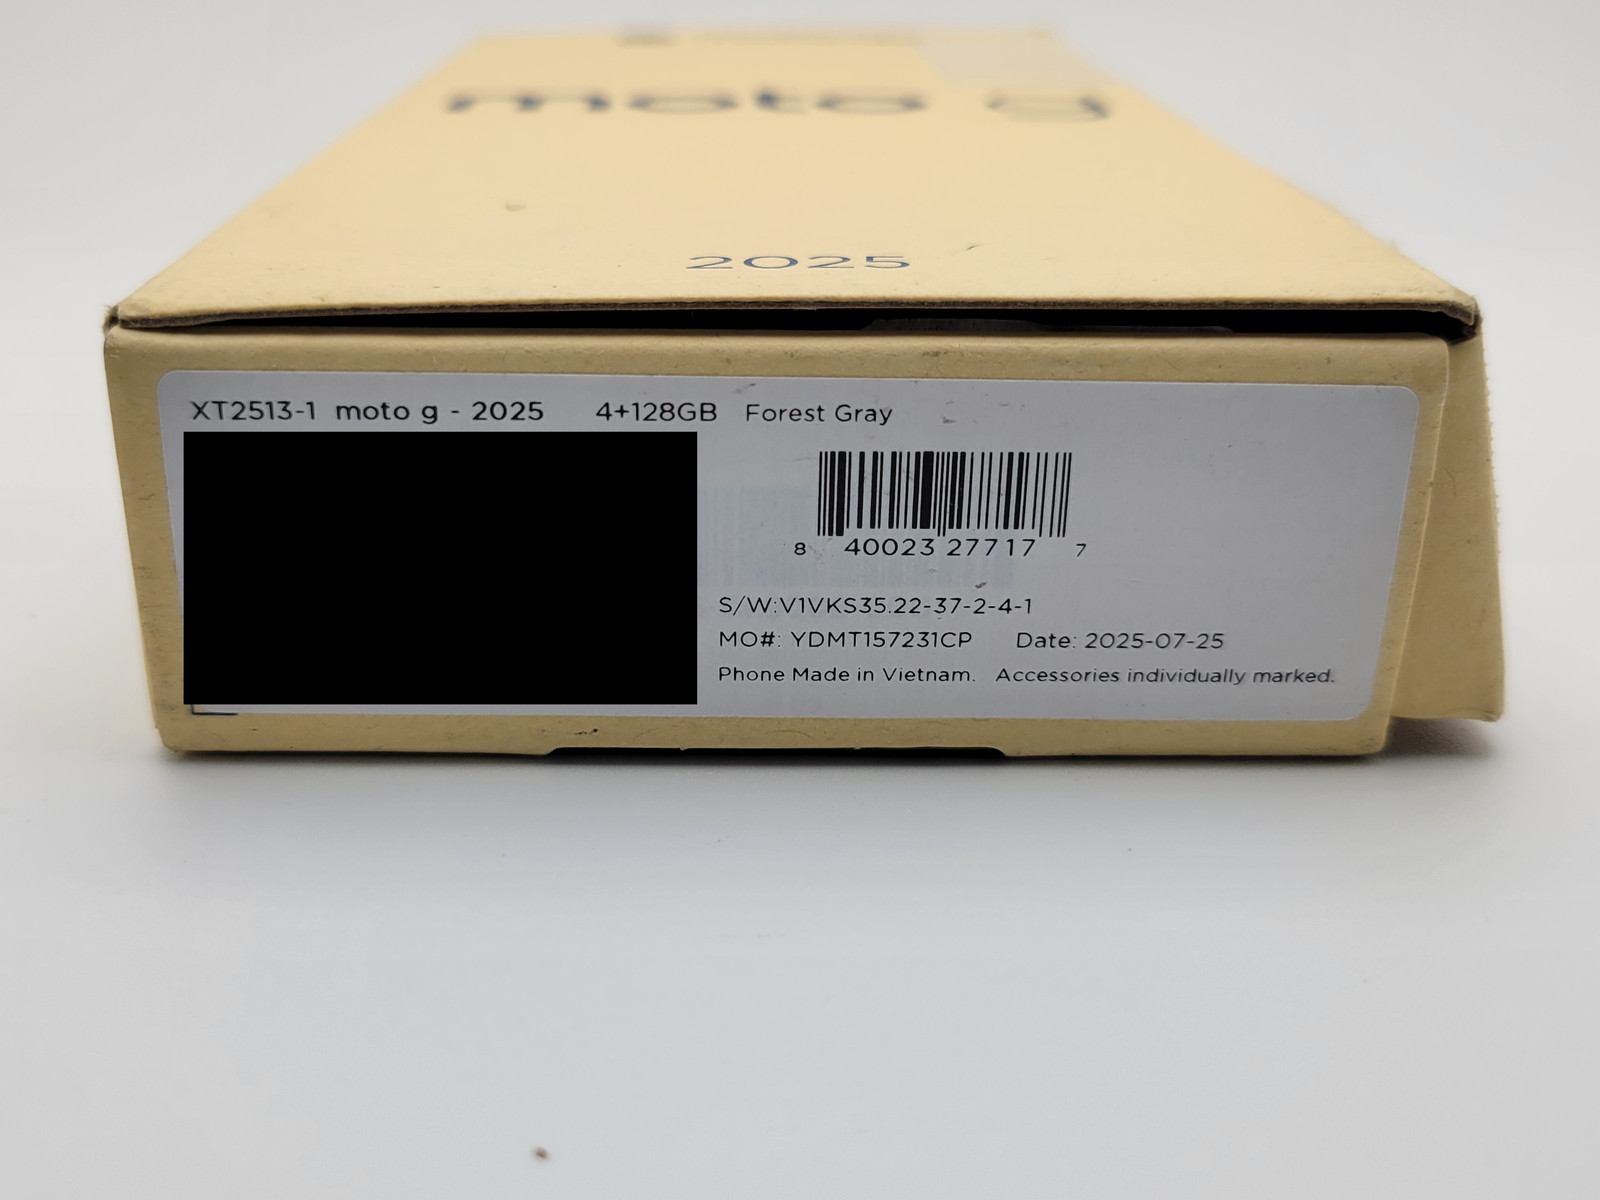 moto g
2025
XT2513-1 moto g - 2025 4+128GB Forest Gray
8 40023 27717 7
S/W:V1VKS35.22-37-2-4-1
MO#: YDMT157231CP Date: 2025-07-25
Phone Made in Vietnam. Accessories individually marked.